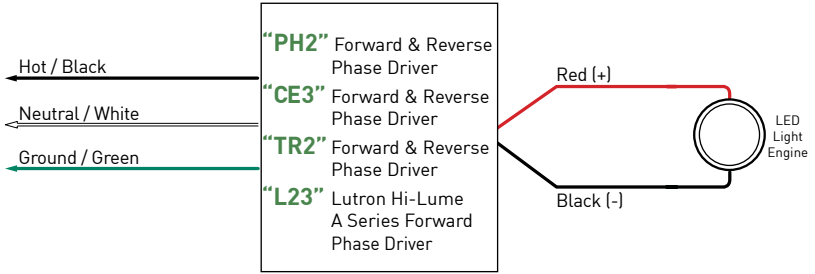 Hot / Black
Neutral / White
Ground / Green
“PH2” Forward & Reverse
Phase Driver
“CE3” Forward & Reverse
Phase Driver
“TR2” Forward & Reverse
Phase Driver
“L23” Lutron Hi-Lume
A Series Forward
Phase Driver
Red (+)
Black (-)
LED
Light
Engine